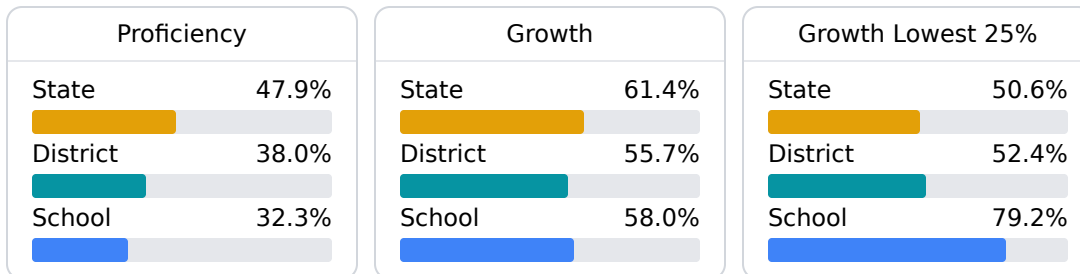 Proficiency
State 47.9%
District 38.0%
School 32.3%
Growth
State 61.4%
District 55.7%
School 58.0%
Growth Lowest 25%
State 50.6%
District 52.4%
School 79.2%